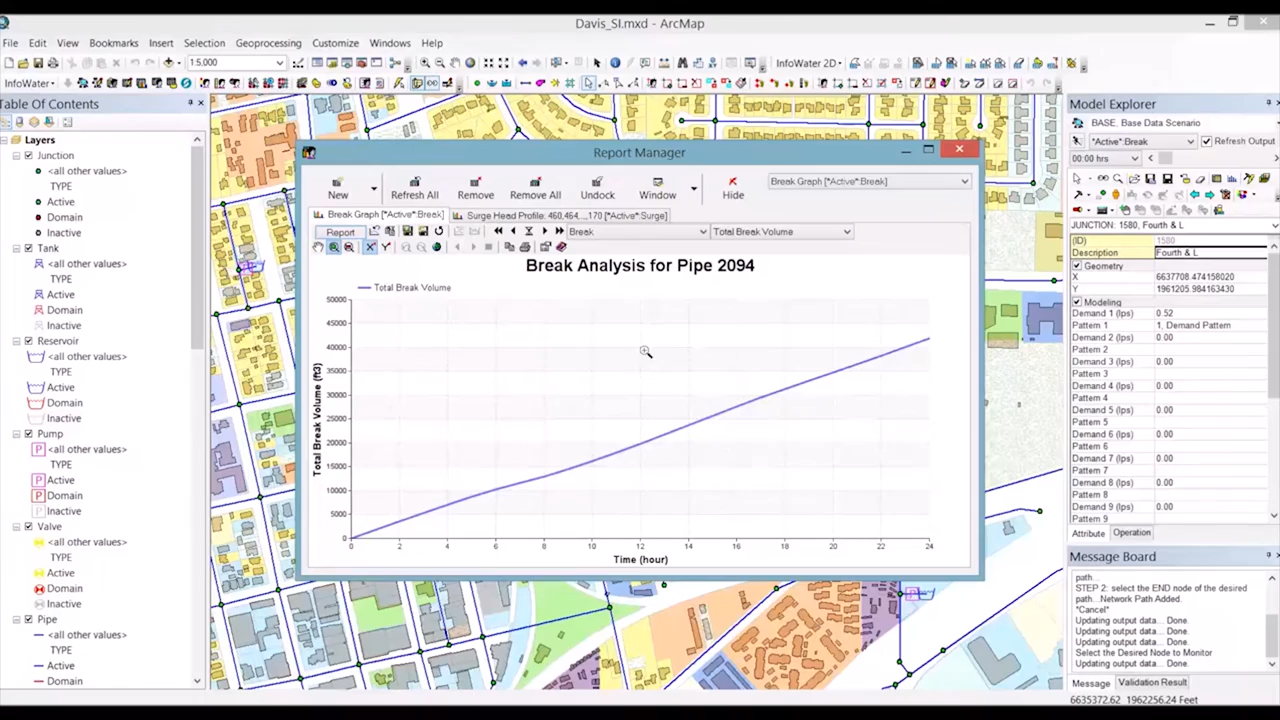 Davis_SI.mxd - ArcMap
File Edit View Bookmarks Insert Selection Geoprocessing Customize Windows Help
1:5,000
InfoWater 2D
InfoWater
Table Of Contents
Layers
Junction
<all other values>
TYPE
Active
Domain
Inactive
Tank
<all other values>
TYPE
Active
Domain
Inactive
Reservoir
<all other values>
TYPE
Active
Domain
Inactive
Pump
<all other values>
TYPE
Active
Domain
Inactive
Valve
<all other values>
TYPE
Active
Domain
Inactive
Pipe
<all other values>
TYPE
Active
Domain
Report Manager
New Refresh All Remove Remove All Undock Window Hide
Break Graph [*Active*:Break]
Break Graph [*Active*:Break] Surge Head Profile: 460,464,...,170 [*Active*:Surge]
Report Break Total Break Volume
Break Analysis for Pipe 2094
Total Break Volume
Total Break Volume (ft3)
50000
45000
40000
35000
30000
25000
20000
15000
10000
5000
0
0 2 4 6 8 10 12 14 16 18 20 22 24
Time (hour)
Model Explorer
BASE, Base Data Scenario
*Active*:Break Refresh Output
00:00 hrs
JUNCTION: 1580, Fourth & L
(ID) 1580
Description Fourth & L
Geometry
X 6637708.474158020
Y 1961205.984163430
Modeling
Demand 1 (lps) 0.52
Pattern 1 1, Demand Pattern
Demand 2 (lps) 0.00
Pattern 2
Demand 3 (lps) 0.00
Pattern 3
Demand 4 (lps) 0.00
Pattern 4
Demand 5 (lps) 0.00
Pattern 5
Demand 6 (lps) 0.00
Pattern 6
Demand 7 (lps) 0.00
Pattern 7
Demand 8 (lps) 0.00
Pattern 8
Demand 9 (lps) 0.00
Pattern 9
Attribute Operation
Message Board
path...
STEP 2: select the END node of the desired
path...Network Path Added.
*Cancel*
Updating output data... Done.
Updating output data... Done.
Updating output data... Done.
Select the Desired Node to Monitor
Updating output data... Done.
Message Validation Result
6635372.62 1962256.24 Feet